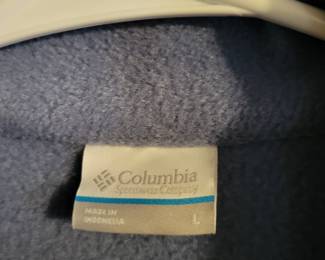 Columbia
Sportswear Company
MADE IN
INDONESIA
L